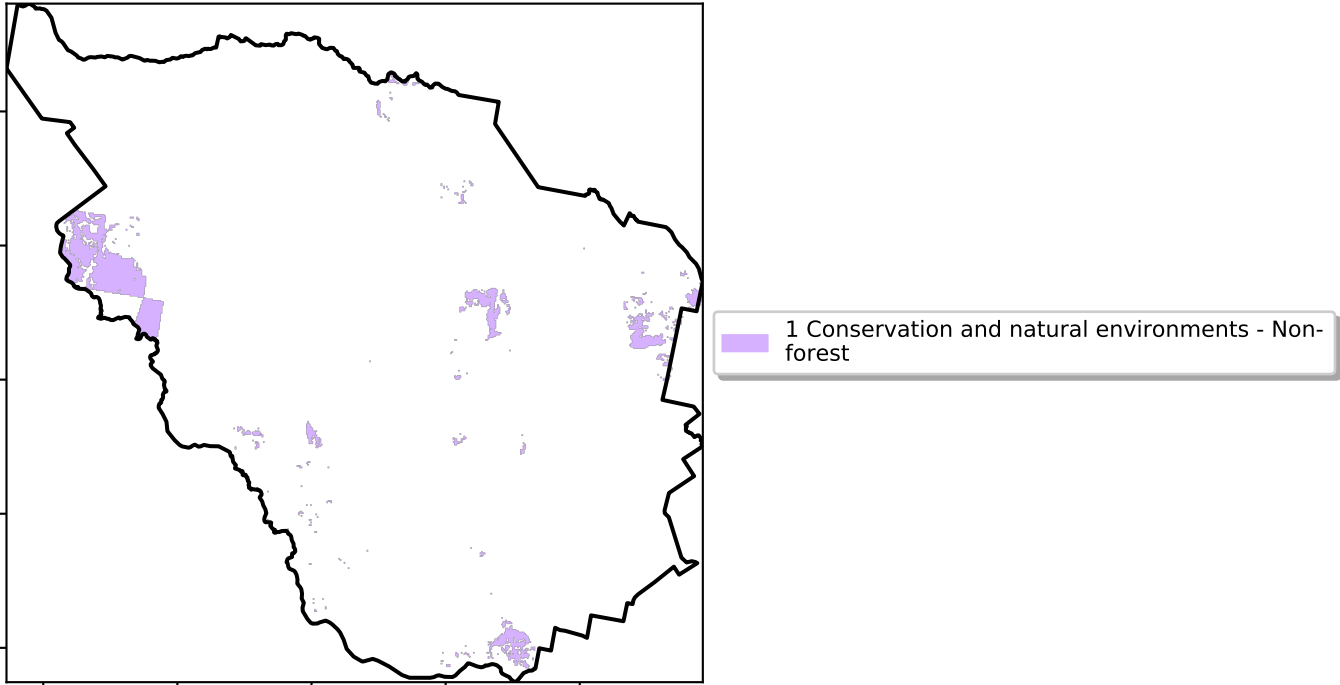 1 Conservation and natural environments - Non-
forest